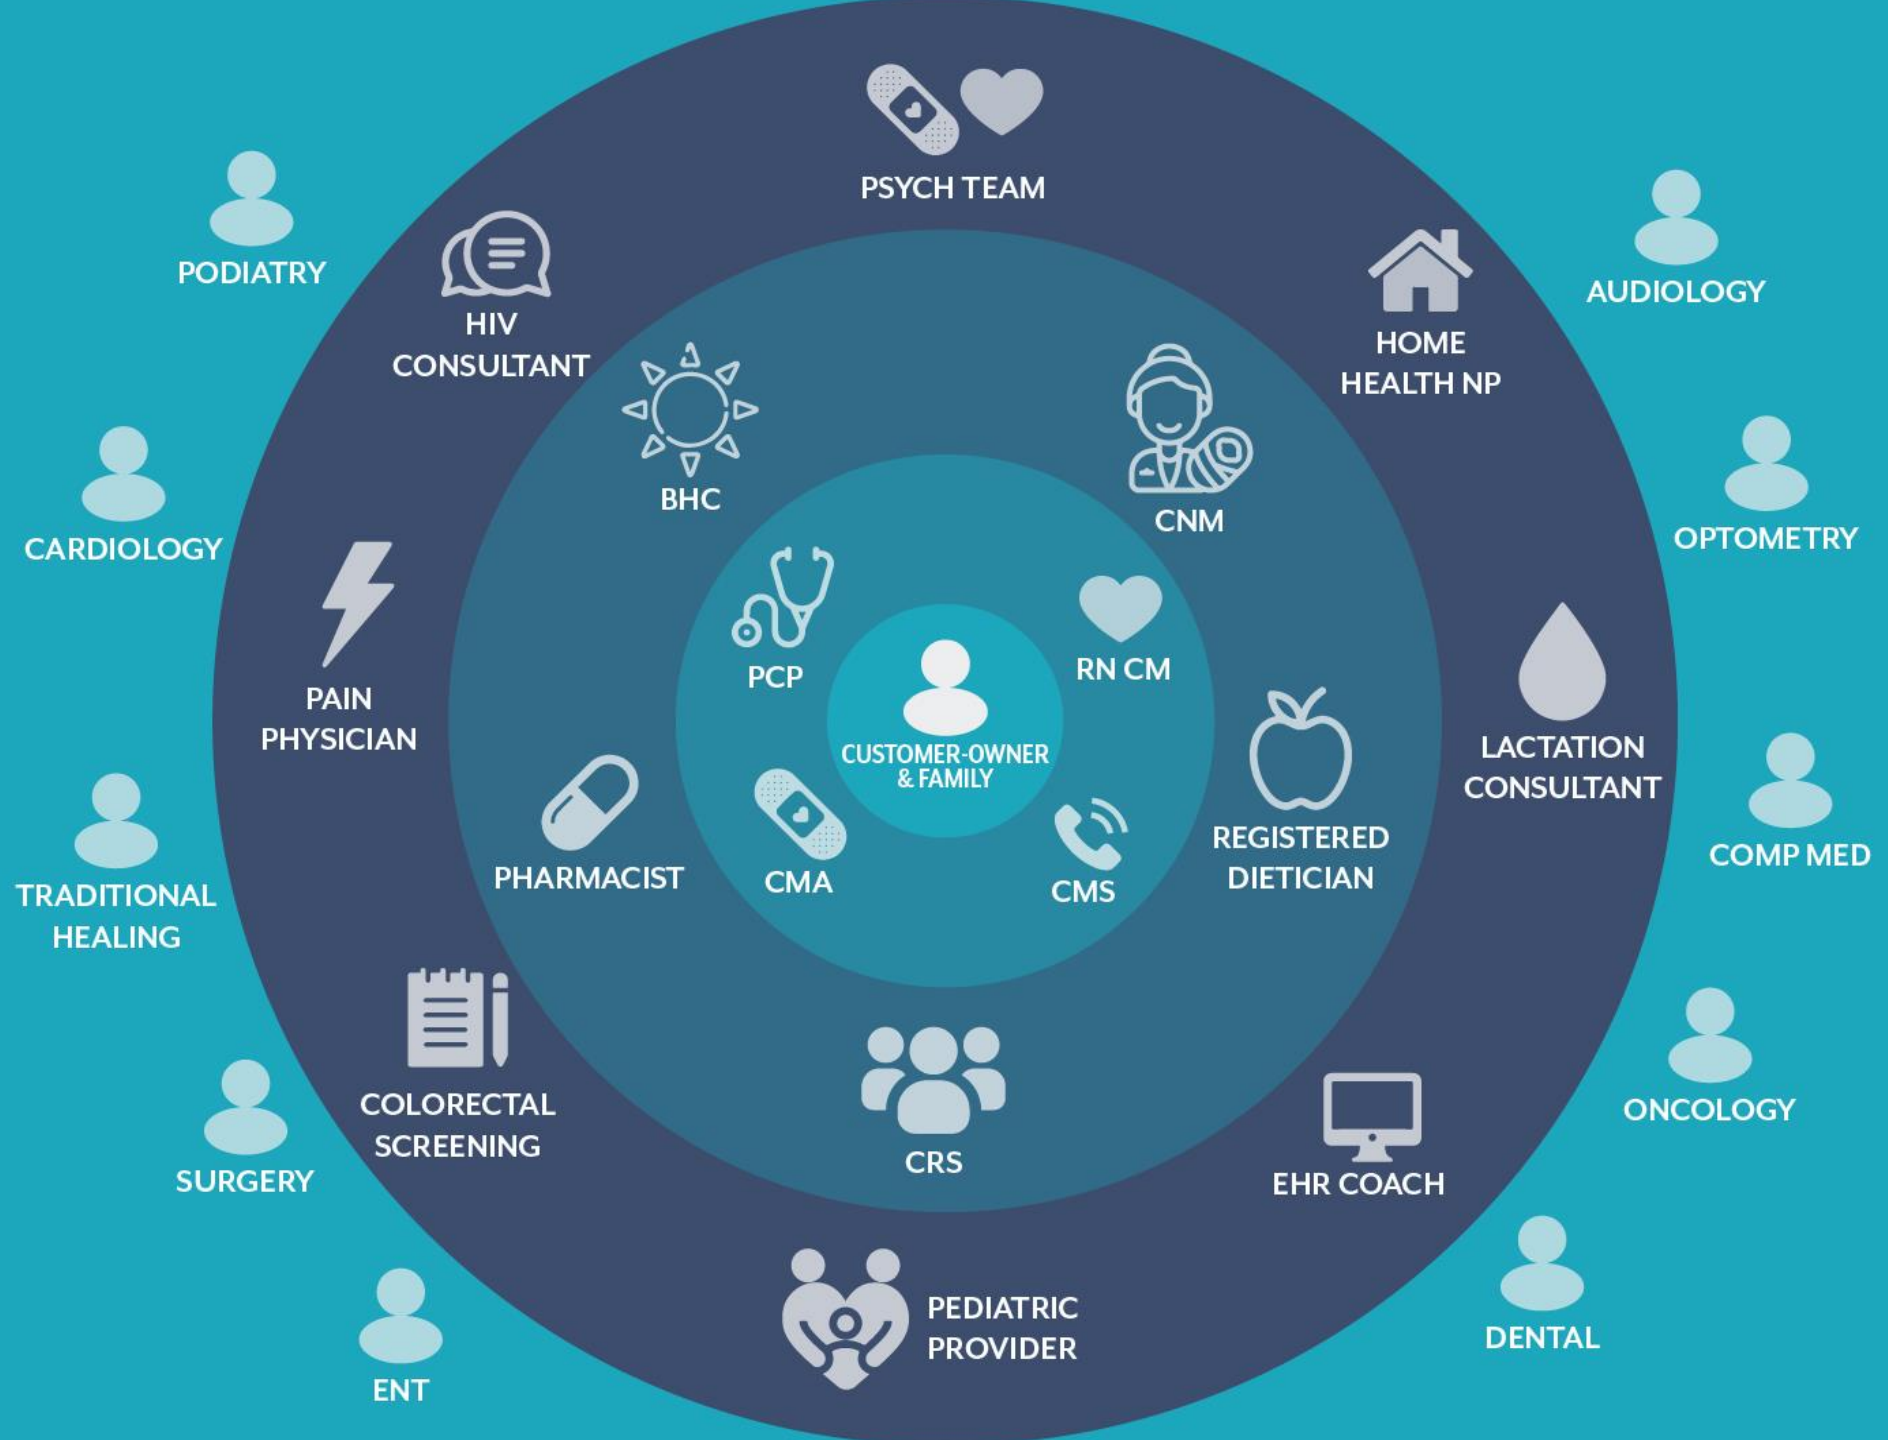 PSYCH TEAM
PODIATRY
AUDIOLOGY
HIV
CONSULTANT
HOME
HEALTH NP
BHC
CNM
CARDIOLOGY
OPTOMETRY
PCP
RN CM
PAIN
PHYSICIAN
CUSTOMER-OWNER
& FAMILY
LACTATION
CONSULTANT
REGISTERED
DIETICIAN
PHARMACIST
CMA
CMS
COMP MED
TRADITIONAL
HEALING
COLORECTAL
SCREENING
ONCOLOGY
CRS
SURGERY
EHR COACH
PEDIATRIC
PROVIDER
DENTAL
ENT